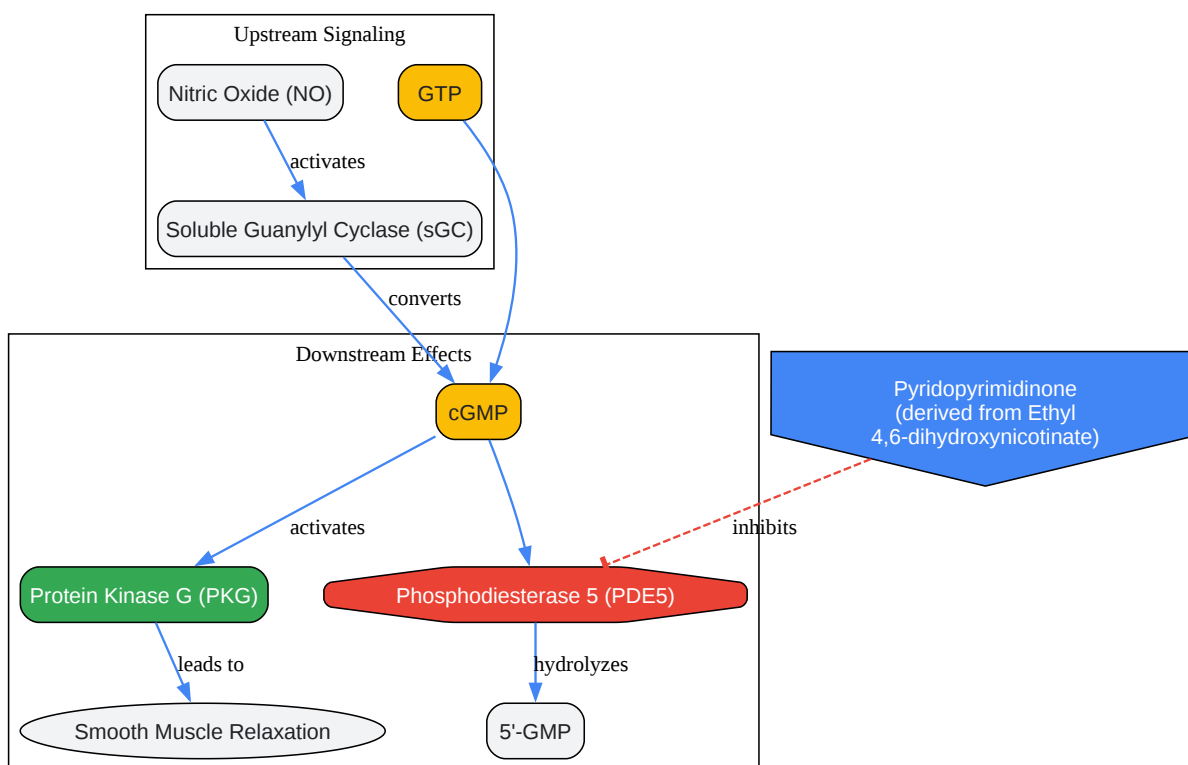 Upstream Signaling
Nitric Oxide (NO)
GTP
activates
Soluble Guanylyl Cyclase (sGC)
converts
Downstream Effects
cGMP
Pyridopyrimidinone
(derived from Ethyl
4,6-dihydroxynicotinate)
activates
inhibits
Protein Kinase G (PKG)
Phosphodiesterase 5 (PDE5)
leads to
hydrolyzes
Smooth Muscle Relaxation
5'-GMP